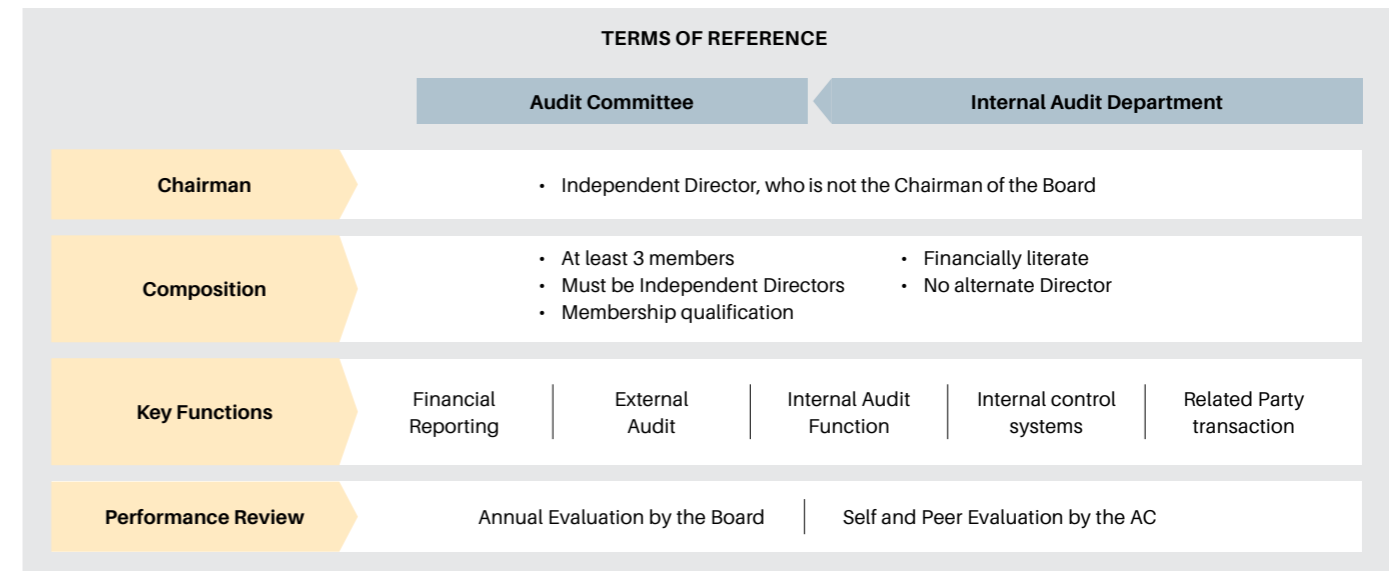 TERMS OF REFERENCE
Audit Committee
Internal Audit Department
Chairman
• Independent Director, who is not the Chairman of the Board
Composition
• At least 3 members
• Must be Independent Directors
• Membership qualification
• Financially literate
• No alternate Director
Key Functions
Financial
Reporting
External
Audit
Internal Audit
Function
Internal control
systems
Related Party
transaction
Performance Review
Annual Evaluation by the Board
Self and Peer Evaluation by the AC